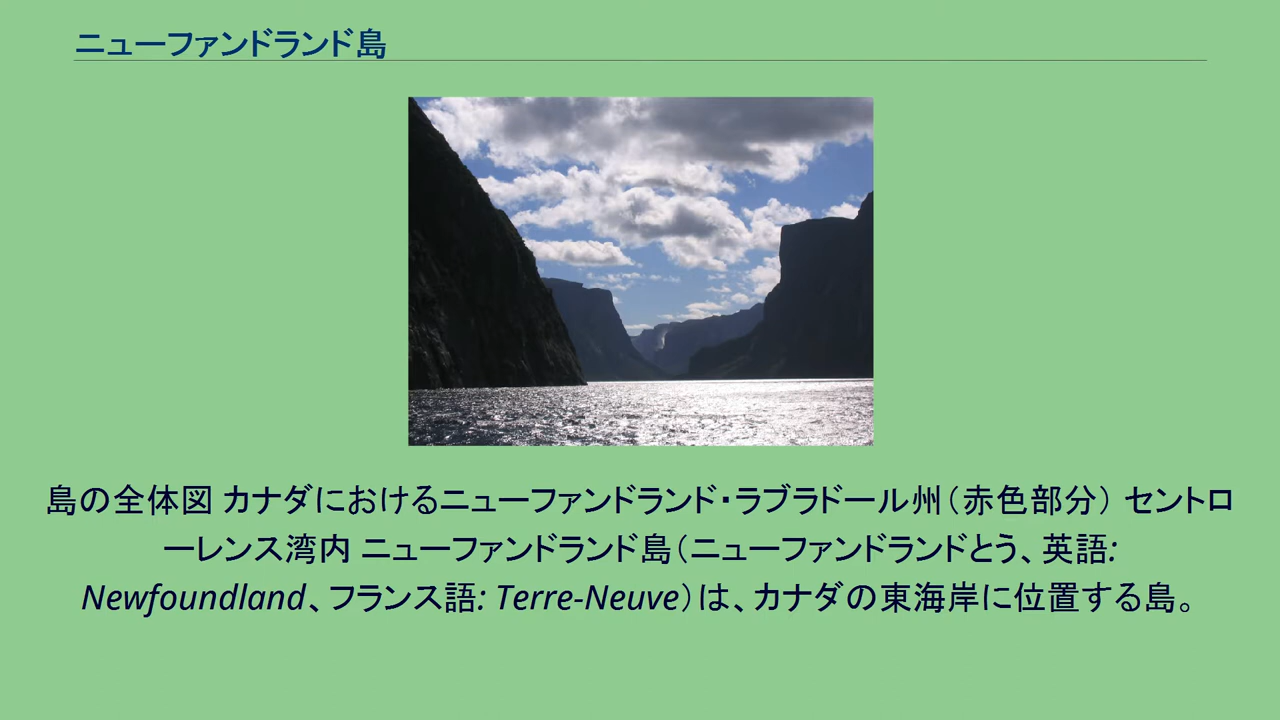 ニューファンドランド島
島の全体図 カナダにおけるニューファンドランド・ラブラドール州（赤色部分） セントロ
ーレンス湾内 ニューファンドランド島（ニューファンドランドとう、英語:
Newfoundland、フランス語: Terre-Neuve）は、カナダの東海岸に位置する島。